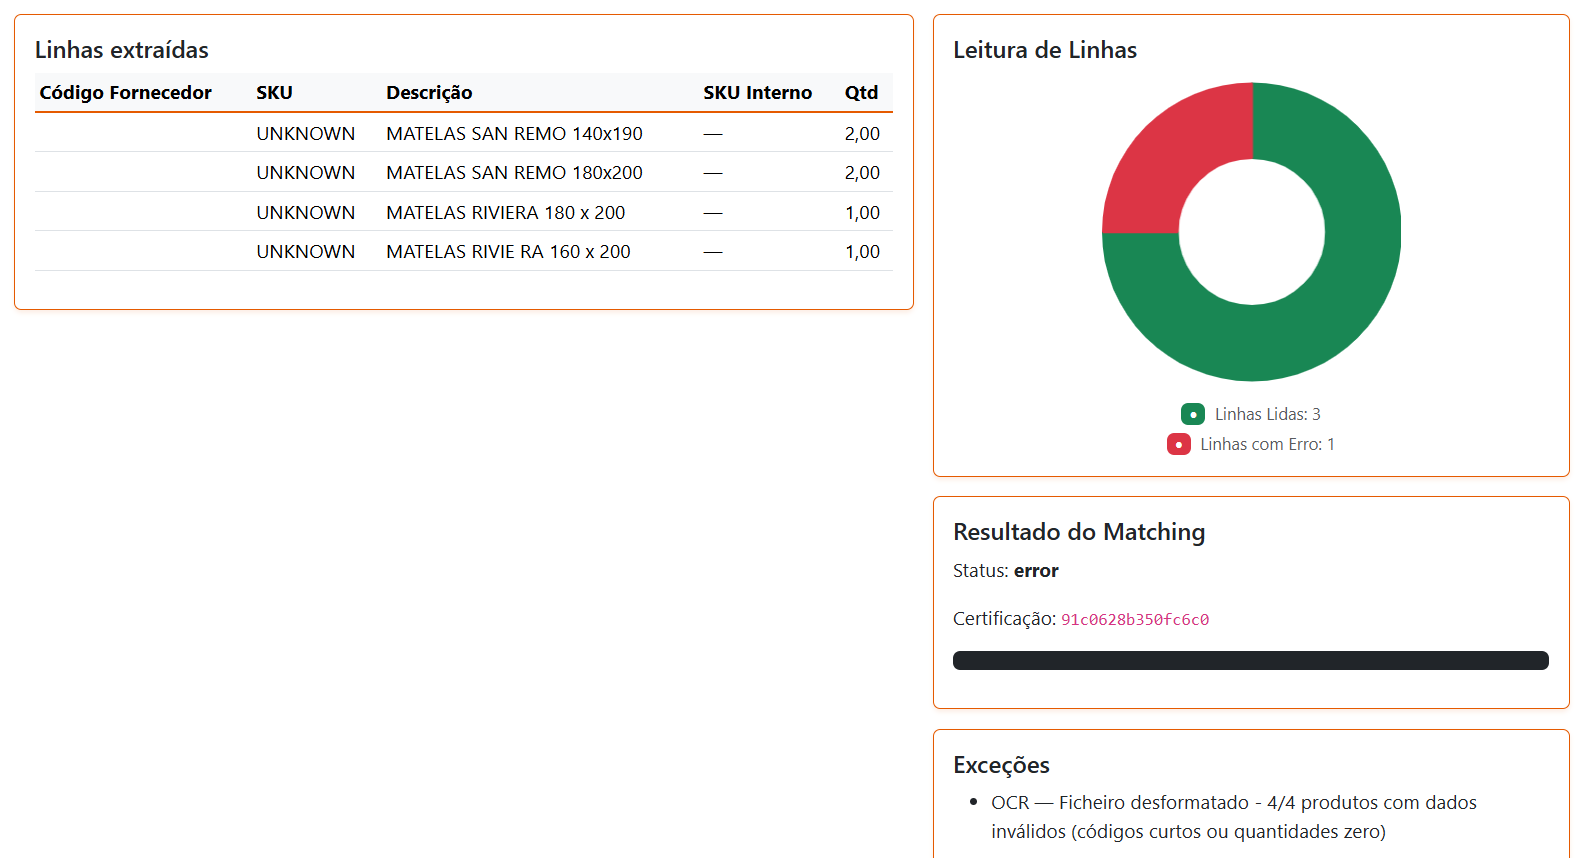 Linhas extraídas
Código Fornecedor SKU Descrição SKU Interno Qtd
UNKNOWN MATELAS SAN REMO 140x190 — 2,00
UNKNOWN MATELAS SAN REMO 180x200 — 2,00
UNKNOWN MATELAS RIVIERA 180 x 200 — 1,00
UNKNOWN MATELAS RIVIE RA 160 x 200 — 1,00
Leitura de Linhas
Linhas Lidas: 3
Linhas com Erro: 1
Resultado do Matching
Status: error
Certificação: 91c0628b350fc6c0
Exceções
• OCR — Ficheiro desformatado - 4/4 produtos com dados
inválidos (códigos curtos ou quantidades zero)